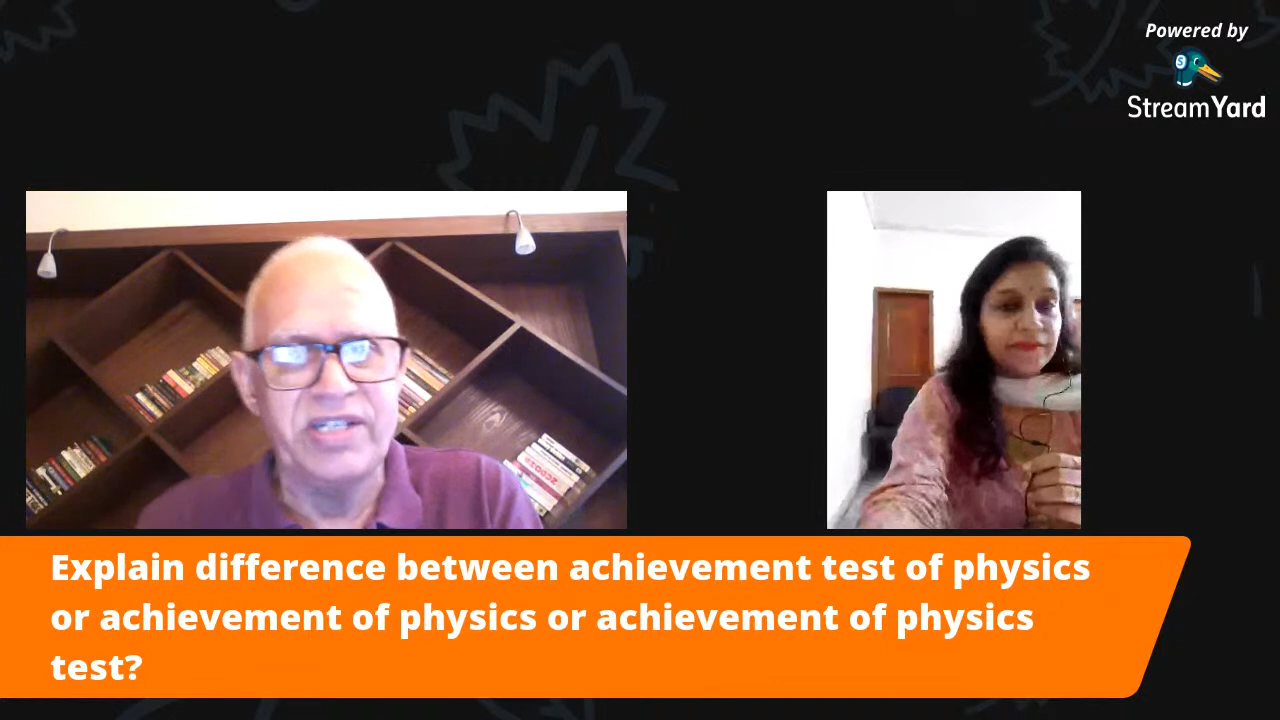 Powered by
StreamYard
Explain difference between achievement test of physics
or achievement of physics or achievement of physics
test?